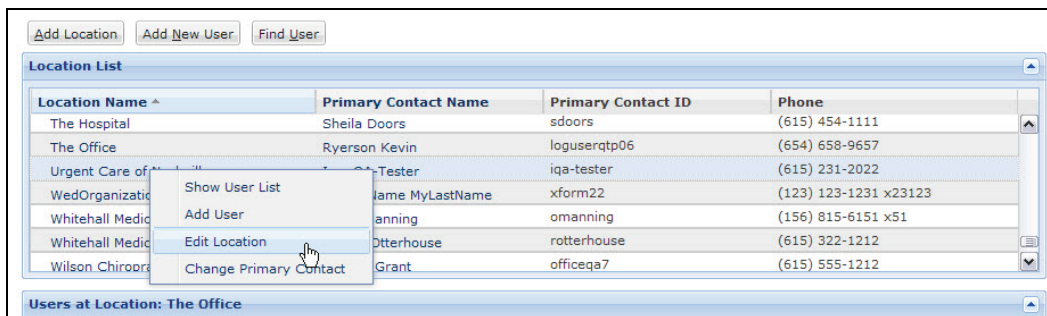 Add Location Add New User Find User
Location List
Location Name Primary Contact Name Primary Contact ID Phone
The Hospital Sheila Doors sdoors (615) 454-1111
The Office Ryerson Kevin loguserqtp06 (654) 658-9657
Urgent Care of -Tester iqa-tester (615) 231-2022
WedOrganizatio Name MyLastName xform22 (123) 123-1231 x23123
Show User List
Whitehall Medic anning omanning (156) 815-6151 x51
Add User
Whitehall Medic Otterhouse rotterhouse (615) 322-1212
Edit Location
Wilson Chiropra Grant officeqa7 (615) 555-1212
Change Primary Contact
Users at Location: The Office